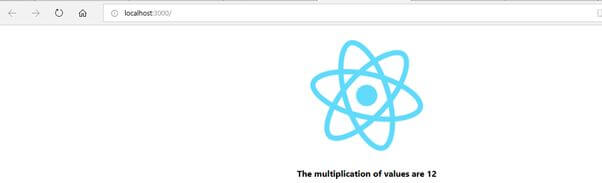 localhost:3000/
The multiplication of values are 12